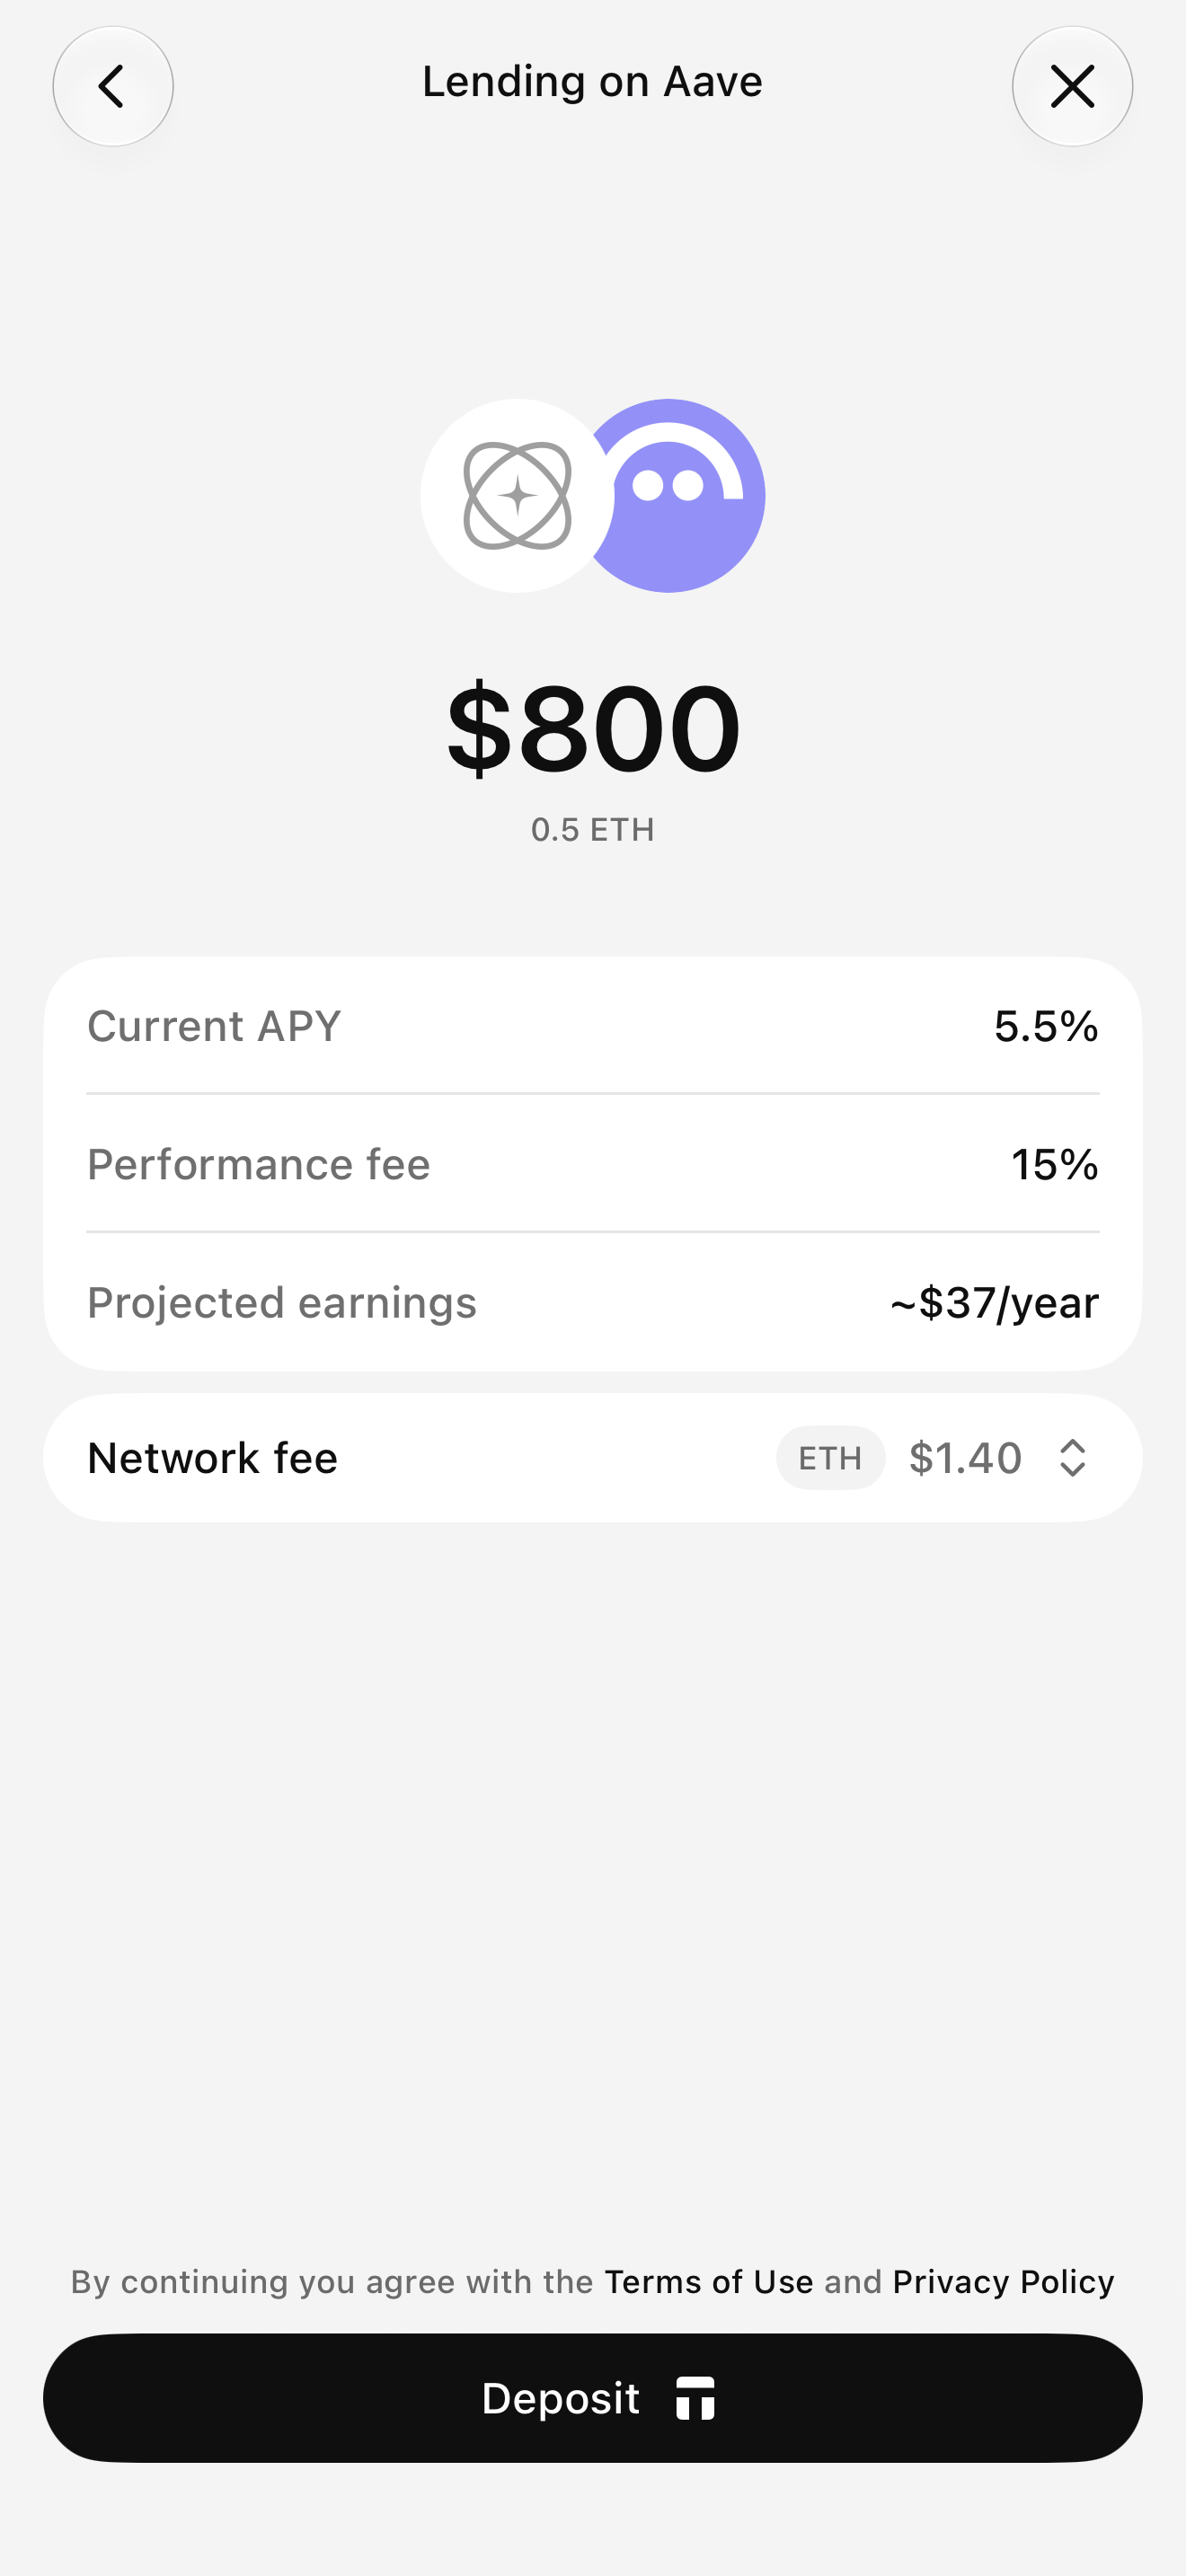 Lending on Aave
$800
0.5 ETH
Current APY 5.5%
Performance fee 15%
Projected earnings ~$37/year
Network fee ETH $1.40
By continuing you agree with the Terms of Use and Privacy Policy
Deposit